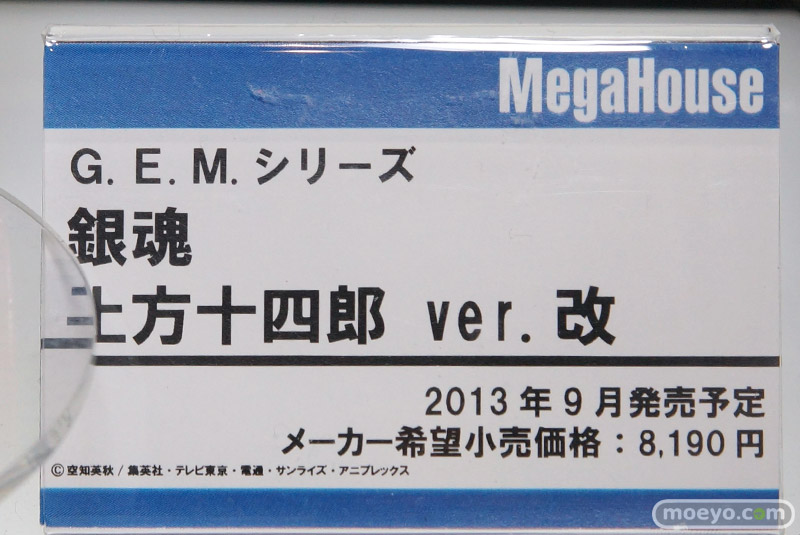 MegaHouse
G.E.M.シリーズ
銀魂
土方十四郎 ver.改
2013年9月発売予定
メーカー希望小売価格：8,190円
©空知英秋/集英社・テレビ東京・電通・サンライズ・アニプレックス
moeyo.com